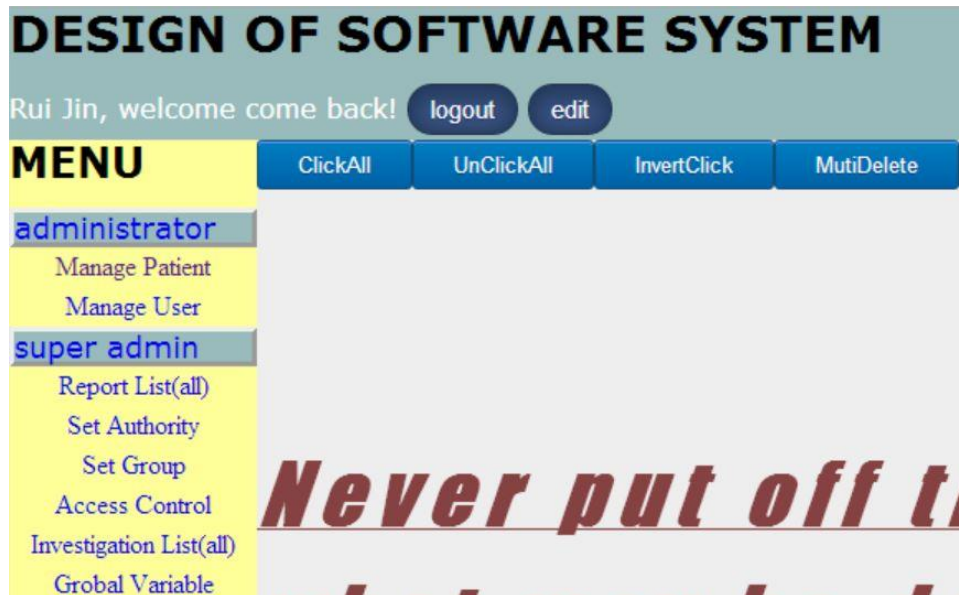 DESIGN OF SOFTWARE SYSTEM
Rui Jin, welcome come back! logout edit
MENU ClickAll UnClickAll InvertClick MutiDelete
administrator
Manage Patient
Manage User
super admin
Report List(all)
Set Authority
Set Group
Access Control
Never put off
Investigation List(all)
Grobal Variable